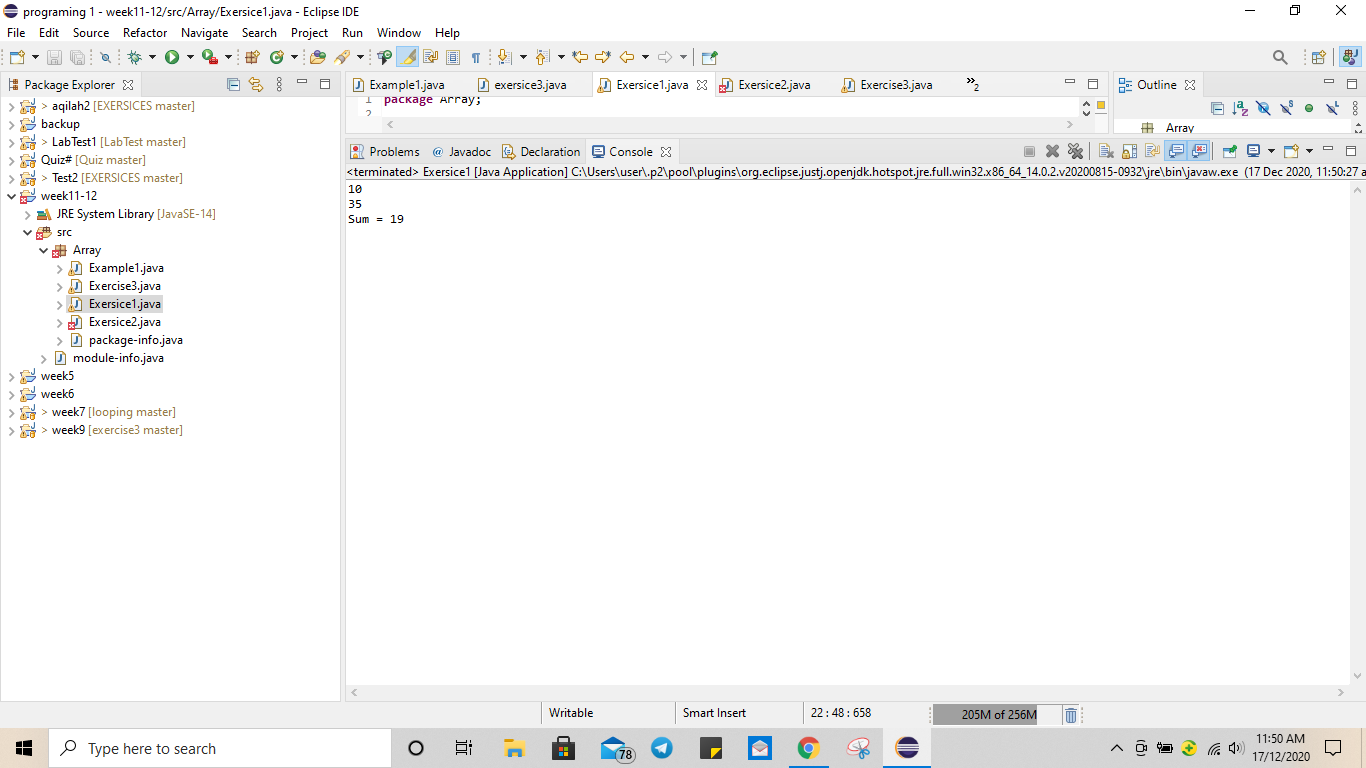 programing 1 - week11-12/src/Array/Exersice1.java - Eclipse IDE
File Edit Source Refactor Navigate Search Project Run Window Help
Package Explorer
> aqilah2 [EXERSICES master]
backup
> LabTest1 [LabTest master]
Quiz# [Quiz master]
> Test2 [EXERSICES master]
week11-12
JRE System Library [JavaSE-14]
src
Array
Example1.java
Exercise3.java
Exersice1.java
Exersice2.java
package-info.java
module-info.java
week5
week6
> week7 [looping master]
> week9 [exercise3 master]
Example1.java exersice3.java Exersice1.java Exersice2.java Exercise3.java »2
1 package Array;
2
Outline
Array
Problems @ Javadoc Declaration Console
<terminated> Exersice1 [Java Application] C:\Users\user\.p2\pool\plugins\org.eclipse.justj.openjdk.hotspot.jre.full.win32.x86_64_14.0.2.v20200815-0932\jre\bin\javaw.exe (17 Dec 2020, 11:50:27 a
10
35
Sum = 19
Writable Smart Insert 22 : 48 : 658 205M of 256M
Type here to search
78
11:50 AM
17/12/2020